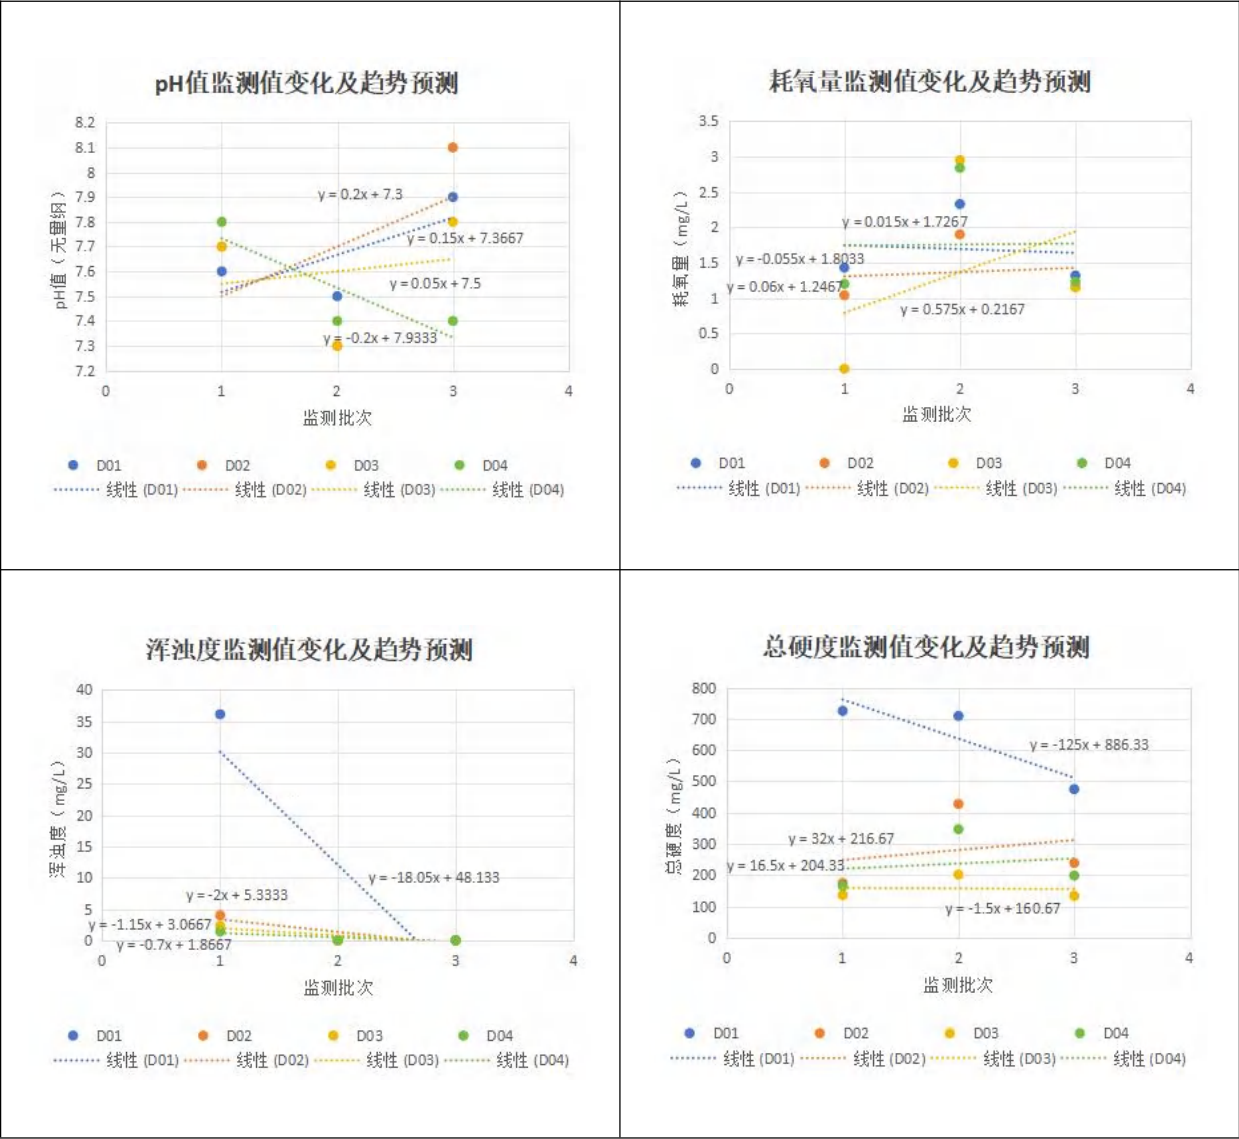 pH值监测值变化及趋势预测
8.2
8.1
8
7.9
7.8
7.7
7.6
7.5
7.4
7.3
7.2
pH值（无量纲）
y = 0.2x + 7.3
y = 0.15x + 7.3667
y = 0.05x + 7.5
y = -0.2x + 7.9333
0 1 2 3 4
监测批次
D01 D02 D03 D04
线性 (D01) 线性 (D02) 线性 (D03) 线性 (D04)
耗氧量监测值变化及趋势预测
3.5
3
2.5
2
1.5
1
0.5
0
耗氧量（mg/L）
y = 0.015x + 1.7267
y = -0.055x + 1.8033
y = 0.06x + 1.2467
y = 0.575x + 0.2167
0 1 2 3 4
监测批次
D01 D02 D03 D04
线性 (D01) 线性 (D02) 线性 (D03) 线性 (D04)
浑浊度监测值变化及趋势预测
40
35
30
25
20
15
10
5
0
浑浊度（mg/L）
y = -18.05x + 48.133
y = -2x + 5.3333
y = -1.15x + 3.0667
y = -0.7x + 1.8667
0 1 2 3 4
监测批次
D01 D02 D03 D04
线性 (D01) 线性 (D02) 线性 (D03) 线性 (D04)
总硬度监测值变化及趋势预测
800
700
600
500
400
300
200
100
0
总硬度（mg/L）
y = -125x + 886.33
y = 32x + 216.67
y = 16.5x + 204.33
y = -1.5x + 160.67
0 1 2 3 4
监测批次
D01 D02 D03 D04
线性 (D01) 线性 (D02) 线性 (D03) 线性 (D04)